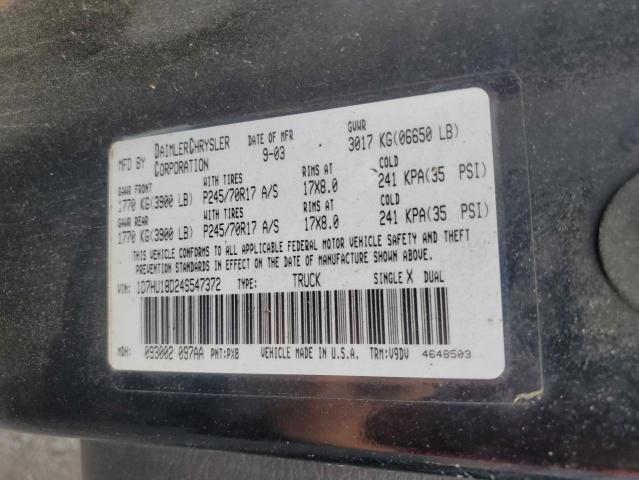 MFD BY DAIMLERCHRYSLER CORPORATION DATE OF MFR 9-03 GVWR 3017 KG(06650 LB)
GAWR FRONT WITH TIRES RIMS AT COLD
1770 KG(3900 LB) P245/70R17 A/S 17X8.0 241 KPA(35 PSI)
GAWR REAR WITH TIRES RIMS AT COLD
1770 KG(3900 LB) P245/70R17 A/S 17X8.0 241 KPA(35 PSI)
THIS VEHICLE CONFORMS TO ALL APPLICABLE FEDERAL MOTOR VEHICLE SAFETY AND THEFT
PREVENTION STANDARDS IN EFFECT ON THE DATE OF MANUFACTURE SHOWN ABOVE.
VIN: 1D7HU18D24S547372 TYPE: TRUCK SINGLE X DUAL
MDH: 093002 097AA PNT:PX8 VEHICLE MADE IN U.S.A. TRM:V9DV 4648503